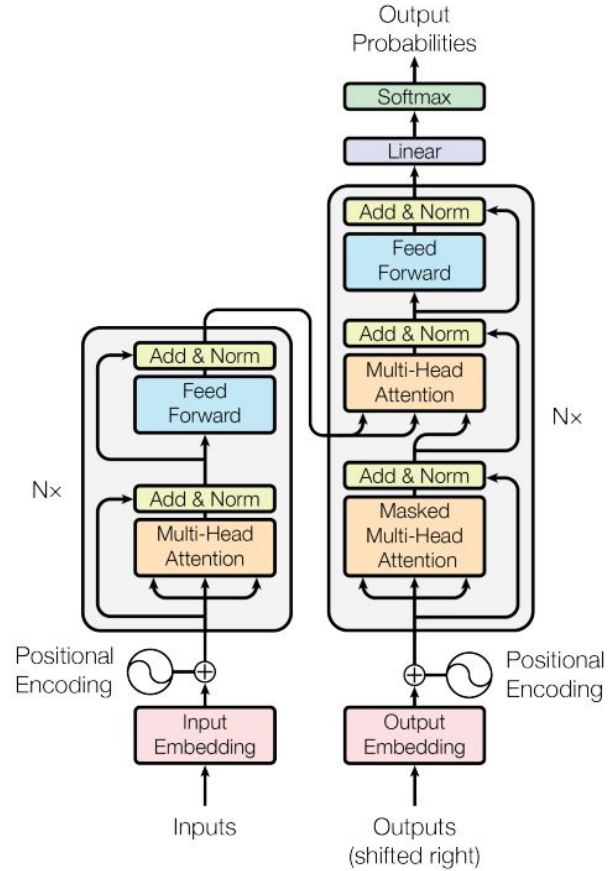 Output
Probabilities
Softmax
Linear
Add & Norm
Feed
Forward
Add & Norm
Multi-Head
Attention
Add & Norm
Masked
Multi-Head
Attention
N×
Positional
Encoding
Output
Embedding
Outputs
(shifted right)
Add & Norm
Feed
Forward
N×
Add & Norm
Multi-Head
Attention
Positional
Encoding
Input
Embedding
Inputs